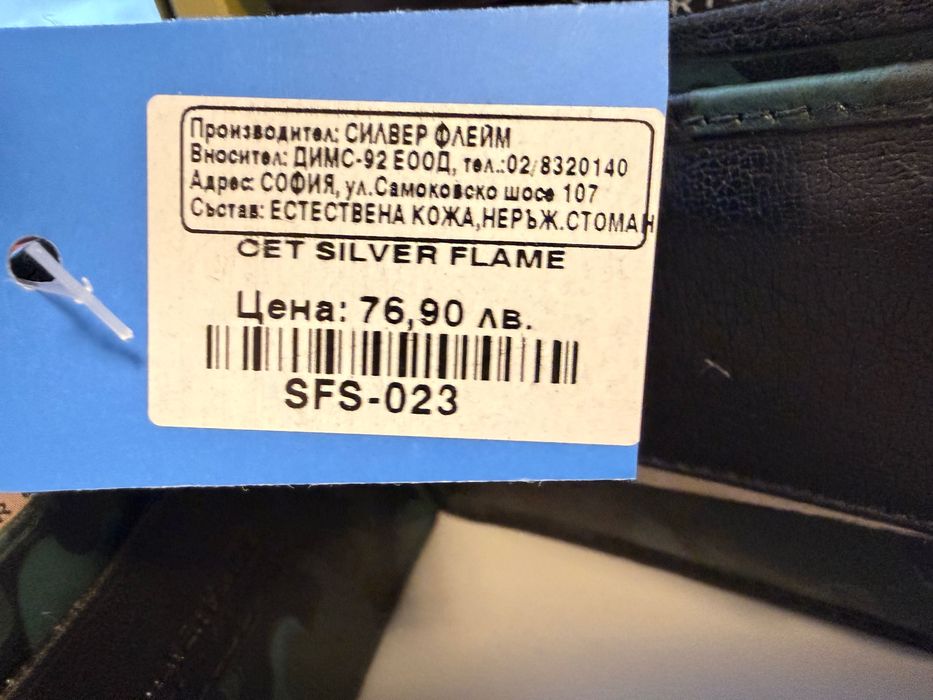 Производител: СИЛВЕР ФЛЕЙМ
Вносител: ДИМС-92 ЕООД, тел.:02/8320140
Адрес: СОФИЯ, ул.Самоковско шосе 107
Състав: ЕСТЕСТВЕНА КОЖА,НЕРЪЖ.СТОМАН
СЕТ SILVER FLAME
Цена: 76,90 лв.
SFS-023